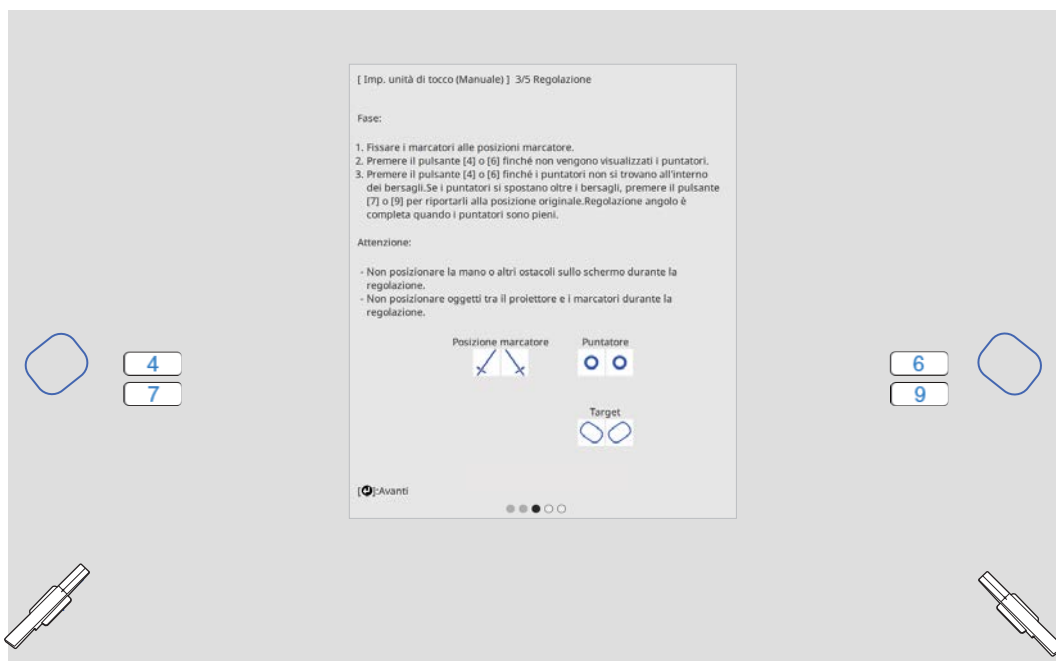 [ Imp. unità di tocco (Manuale) ] 3/5 Regolazione
Fase:
1. Fissare i marcatori alle posizioni marcatore.
2. Premere il pulsante [4] o [6] finché non vengono visualizzati i puntatori.
3. Premere il pulsante [4] o [6] finché i puntatori non si trovano all'interno
dei bersagli.Se i puntatori si spostano oltre i bersagli, premere il pulsante
[7] o [9] per riportarli alla posizione originale.Regolazione angolo è
completa quando i puntatori sono pieni.
Attenzione:
- Non posizionare la mano o altri ostacoli sullo schermo durante la
regolazione.
- Non posizionare oggetti tra il proiettore e i marcatori durante la
regolazione.
Posizione marcatore Puntatore
4
7
6
9
Target
[ ]:Avanti